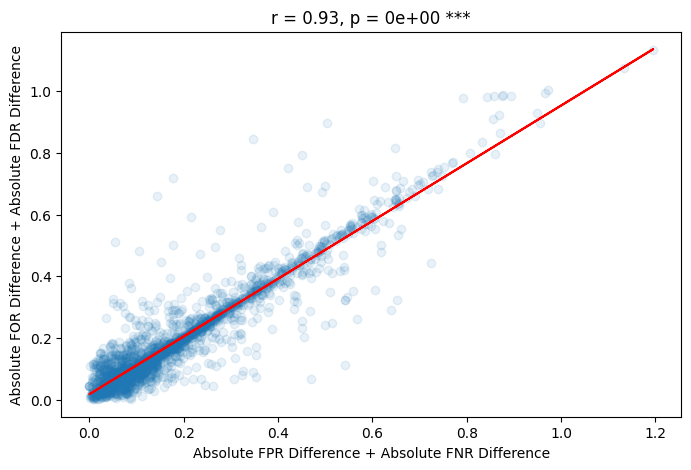 r = 0.93, p = 0e+00 ***
Absolute FOR Difference + Absolute FDR Difference
1.0
0.8
0.6
0.4
0.2
0.0
0.0 0.2 0.4 0.6 0.8 1.0 1.2
Absolute FPR Difference + Absolute FNR Difference